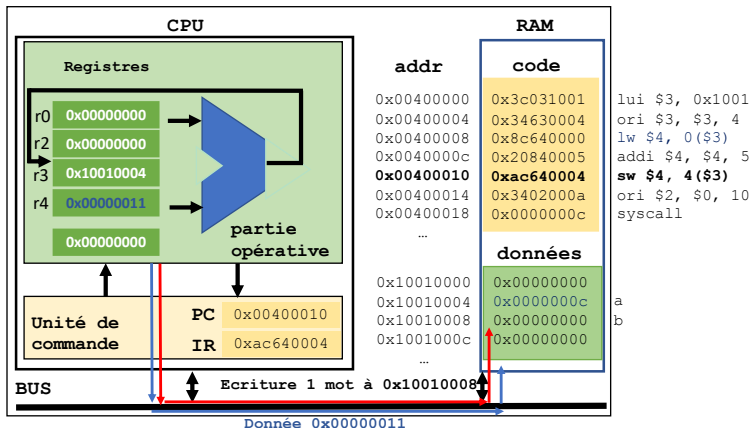 CPU
RAM
Registres
addr
code
r0 0x00000000
r2 0x00000000
r3 0x10010004
r4 0x00000011
0x00000000
partie
opérative
0x00400000 0x3c031001 lui $3, 0x1001
0x00400004 0x34630004 ori $3, $3, 4
0x00400008 0x8c640000 lw $4, 0($3)
0x0040000c 0x20840005 addi $4, $4, 5
0x00400010 0xac640004 sw $4, 4($3)
0x00400014 0x3402000a ori $2, $0, 10
0x00400018 0x0000000c syscall
…
données
0x10010000 0x00000000
0x10010004 0x0000000c a
0x10010008 0x00000000 b
0x1001000c 0x00000000
…
Unité de
commande
PC 0x00400010
IR 0xac640004
BUS
Ecriture 1 mot à 0x10010008
Donnée 0x00000011